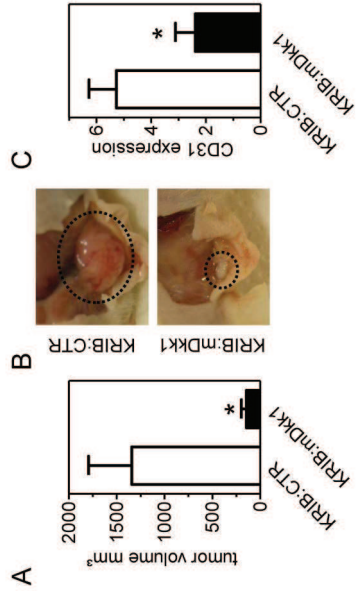 A
tumor volume mm³
2000
1500
1000
500
0
*
KRIB:CTR
KRIB:mDkk1
B
KRIB:CTR
KRIB:mDkk1
C
CD31 expression
6
4
2
0
*
KRIB:CTR
KRIB:mDkk1